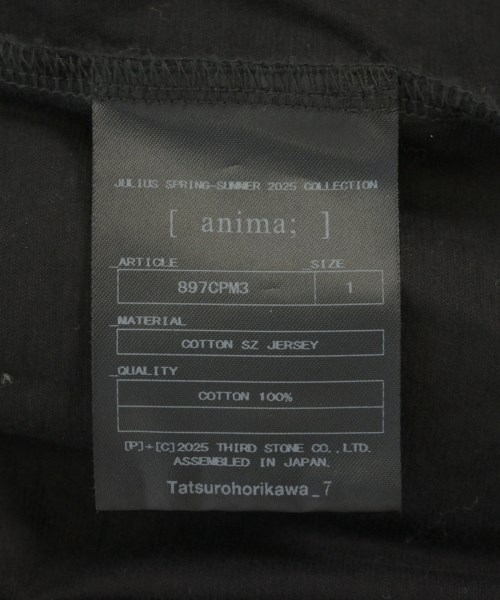 JULIUS SPRING-SUMMER 2025 COLLECTION
[ anima; ]
_ARTICLE _SIZE
897CPM3 1
_MATERIAL
COTTON SZ JERSEY
_QUALITY
COTTON 100%
[P]+[C]2025 THIRD STONE CO.,LTD.
ASSEMBLED IN JAPAN.
Tatsurohorikawa_7